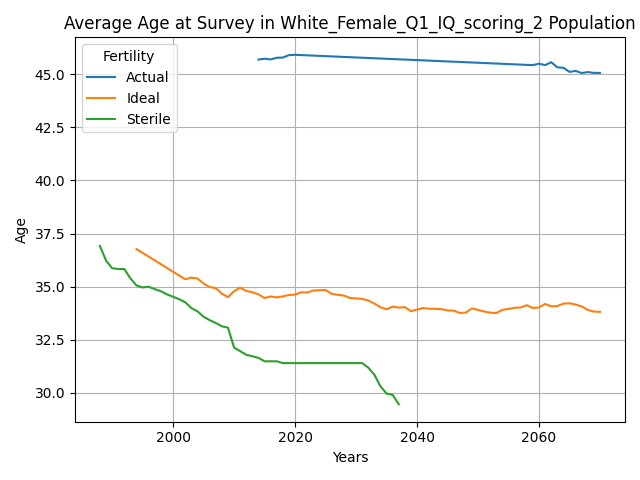 Average Age at Survey in White_Female_Q1_IQ_scoring_2 Population
Fertility
Actual
Ideal
Sterile
Age
45.0
42.5
40.0
37.5
35.0
32.5
30.0
2000
2020
2040
2060
Years